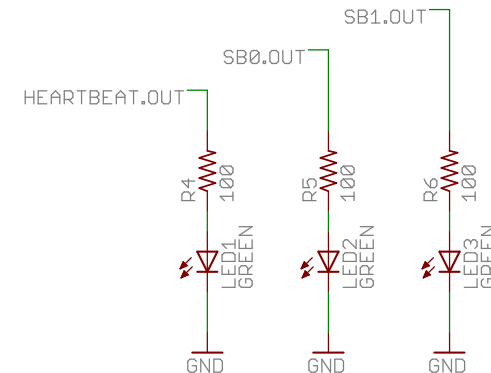 SB1.OUT
SB0.OUT
HEARTBEAT.OUT
R4
100
R5
100
R6
100
LED1
GREEN
LED2
GREEN
LED3
GREEN
GND
GND
GND